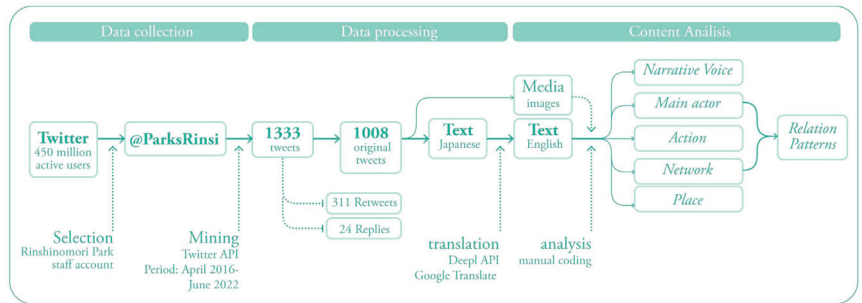 Data collection
Data processing
Content Análisis
Twitter
450 million
active users
@ParksRinsi
1333
tweets
1008
original
tweets
311 Retweets
24 Replies
Media
images
Text
Japanese
Text
English
Narrative Voice
Main actor
Action
Network
Place
Relation
Patterns
Selection
Rinshinomori Park
staff account
Mining
Twitter API
Period: April 2016-
June 2022
translation
Deepl API
Google Translate
analysis
manual coding